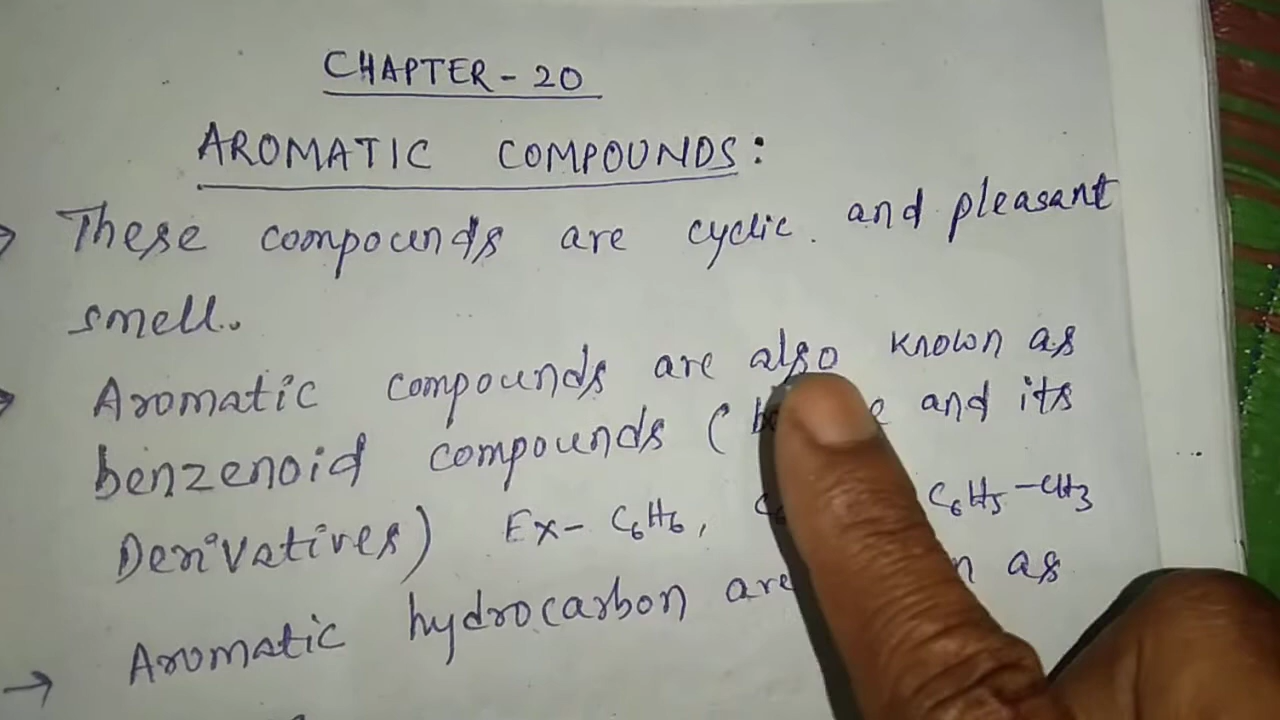 CHAPTER - 20
AROMATIC COMPOUNDS:
These compounds are cyclic. and pleasant
smell.
Aromatic compounds are also known as
benzenoid compounds ( and its
Derivatives) Ex- C₆H₆, C₆H₅-CH₃
→ Aromatic hydrocarbon are as